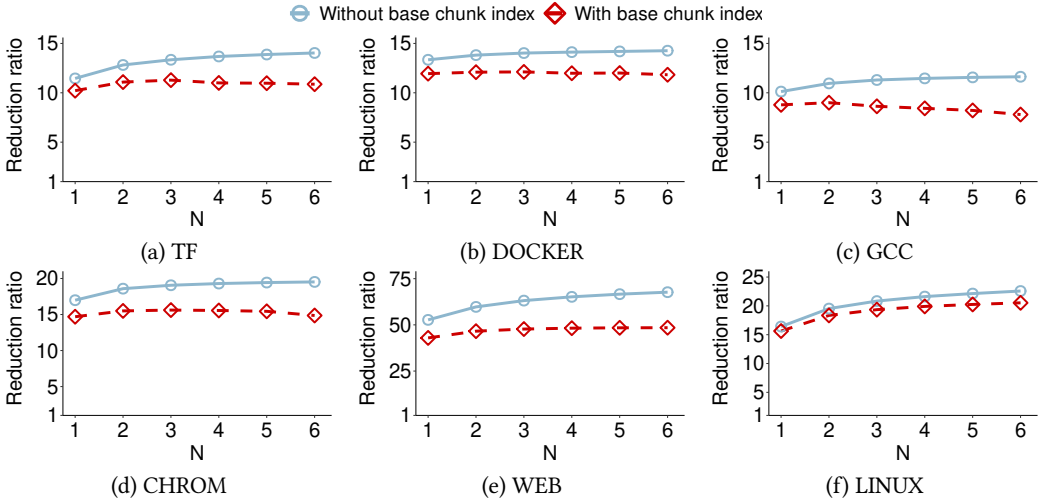 Without base chunk index With base chunk index
Reduction ratio
15
10
5
1
1 2 3 4 5 6
N
(a) TF
Reduction ratio
15
10
5
1
1 2 3 4 5 6
N
(b) DOCKER
Reduction ratio
15
10
5
1
1 2 3 4 5 6
N
(c) GCC
Reduction ratio
20
15
10
5
1
1 2 3 4 5 6
N
(d) CHROM
Reduction ratio
75
50
25
1
1 2 3 4 5 6
N
(e) WEB
Reduction ratio
25
20
15
10
5
1
1 2 3 4 5 6
N
(f) LINUX